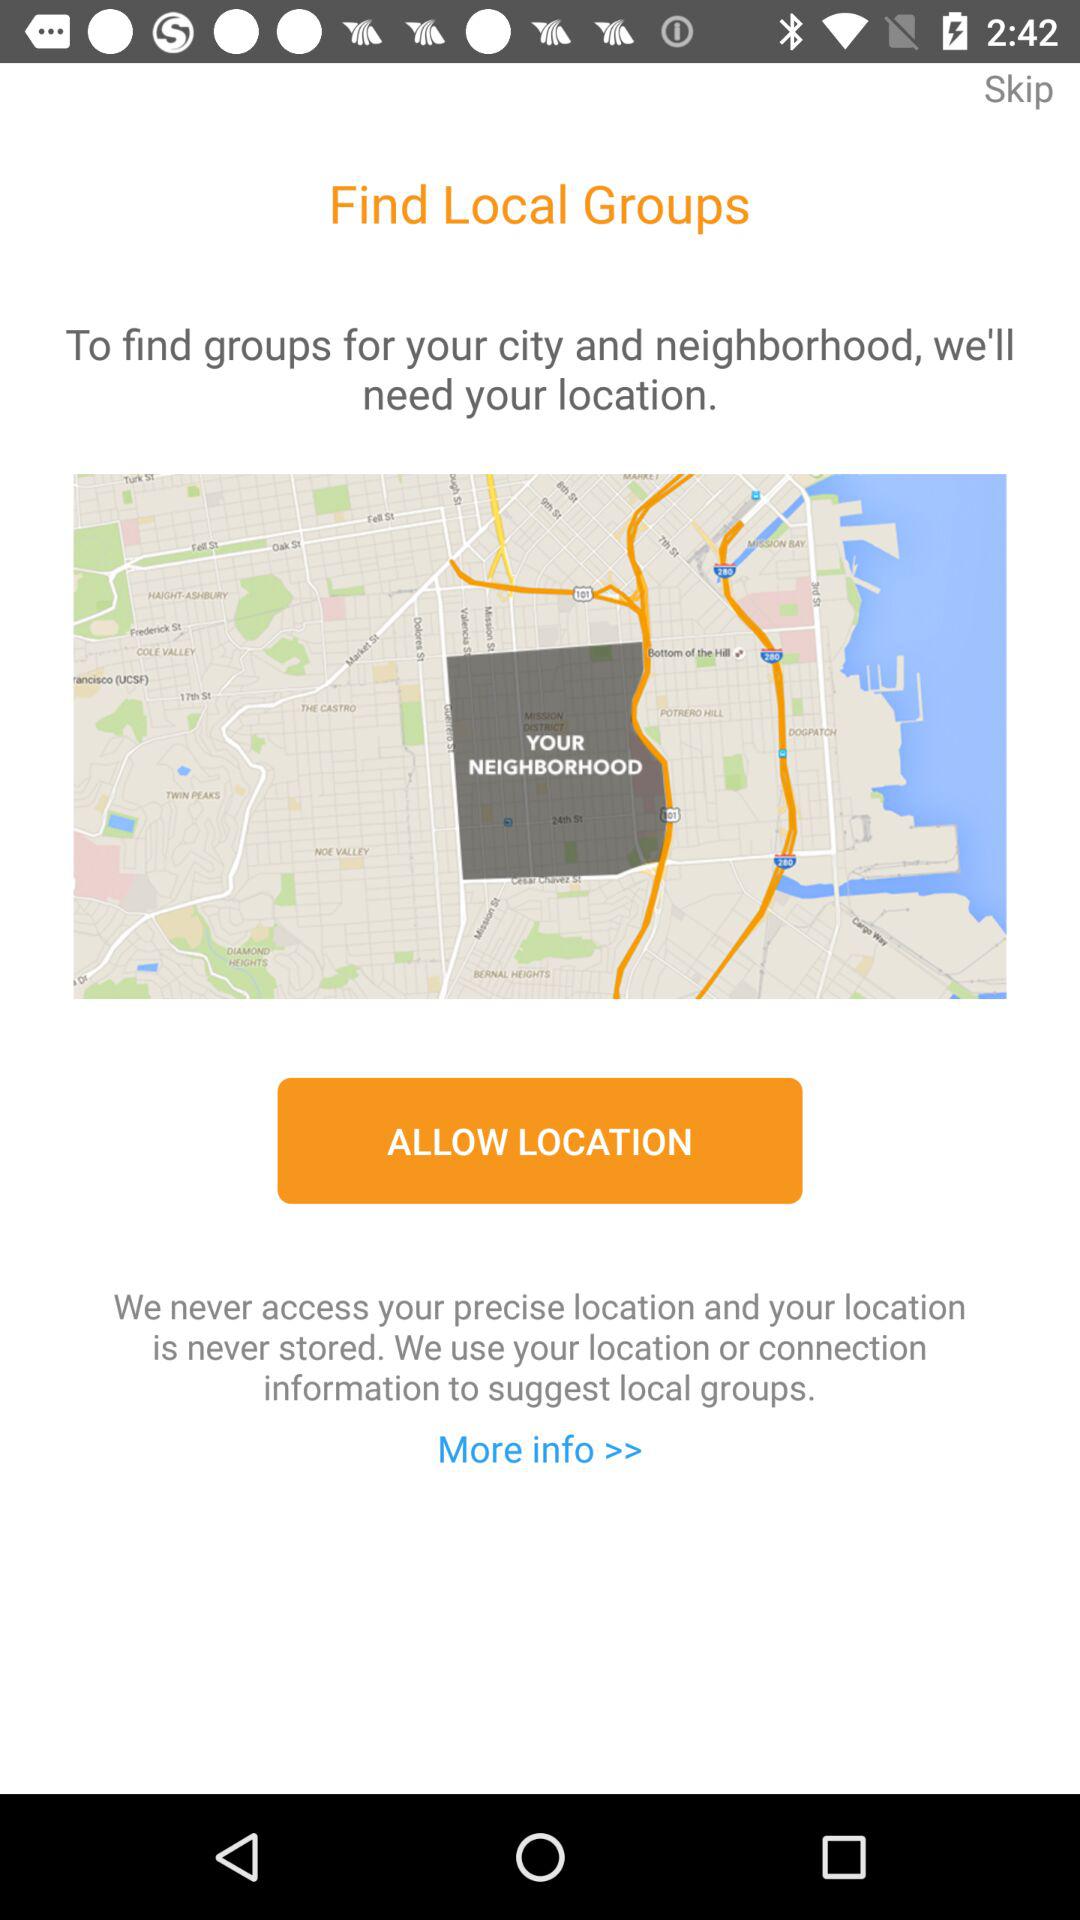 2:42
Skip
Find Local Groups
To find groups for your city and neighborhood, we'll
need your location.
Turk St
ough St
8th St
9th St
MARKET
Fell St
7th St
MISSION BAY
Fell St
Oak St
280
101
3rd St
HAIGHT-ASHBURY
Valencia St
Mission St
Dolores St
Frederick St
Market St
COLE VALLEY
Bottom of the Hill
280
rancisco (UCSF)
17th St
THE CASTRO
Guerrero St
MISSION
DISTRICT
POTRERO HILL
DOGPATCH
YOUR
NEIGHBORHOOD
TWIN PEAKS
24th St
101
NOE VALLEY
280
Cesar Chavez St
Mission St
Cargo Way
DIAMOND
HEIGHTS
BERNAL HEIGHTS
a Dr
ALLOW LOCATION
We never access your precise location and your location
is never stored. We use your location or connection
information to suggest local groups.
More info >>